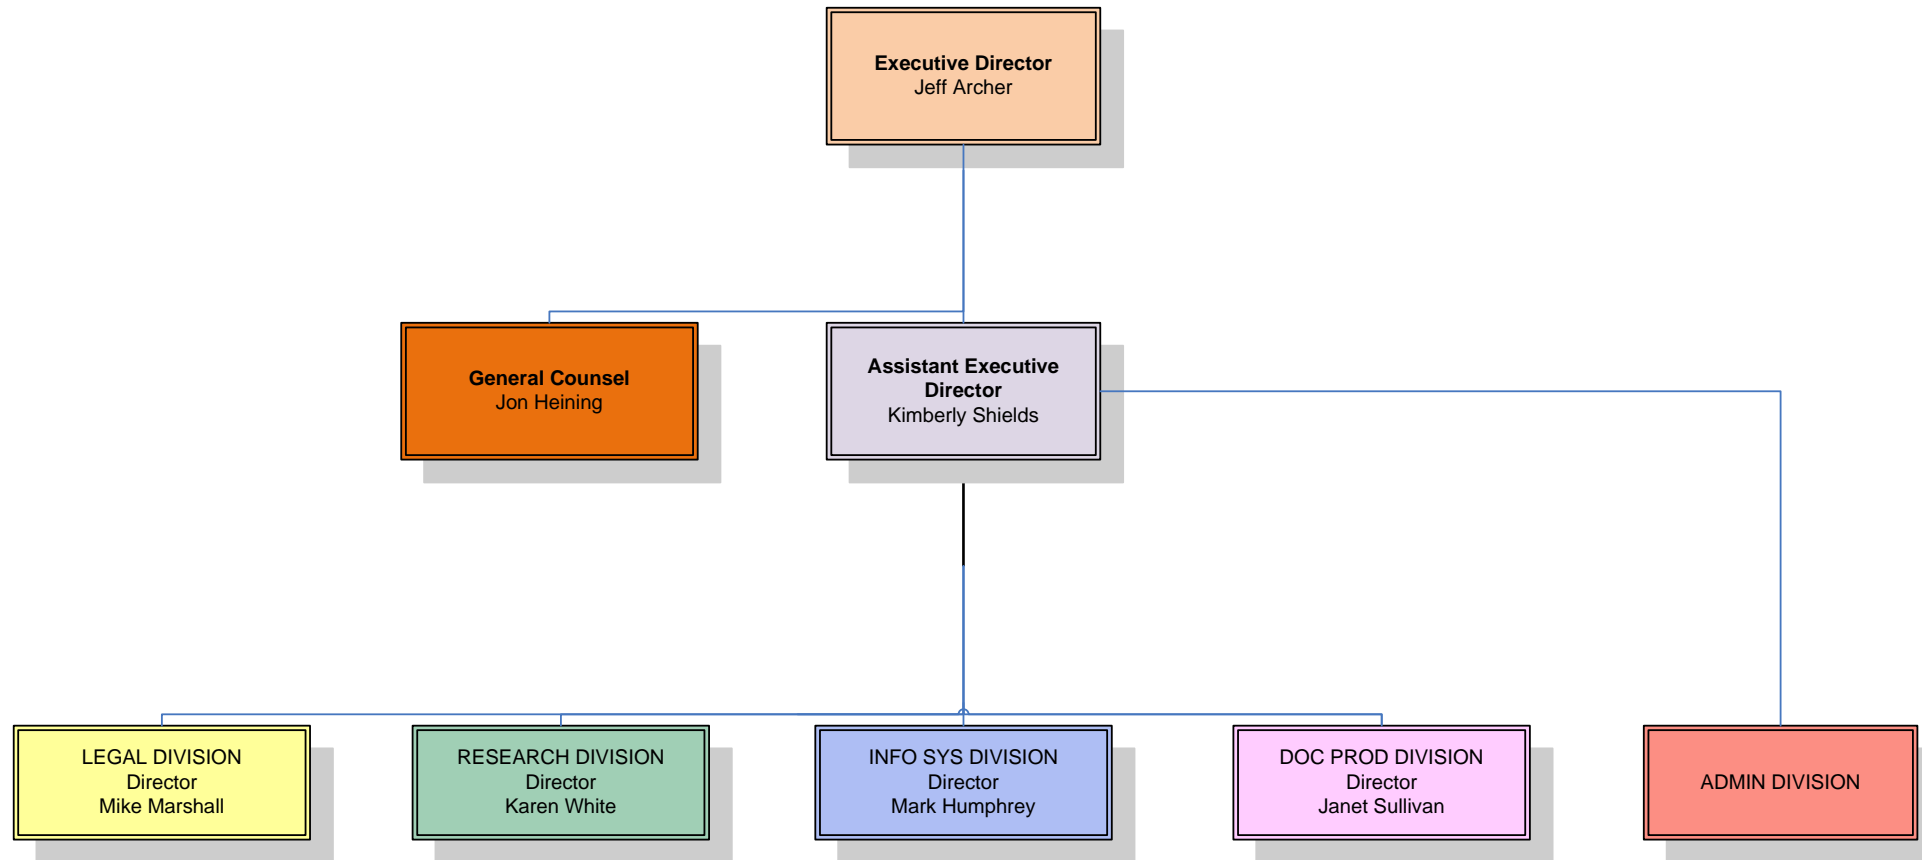 Executive Director
Jeff Archer
General Counsel
Jon Heining
Assistant Executive
Director
Kimberly Shields
LEGAL DIVISION
Director
Mike Marshall
RESEARCH DIVISION
Director
Karen White
INFO SYS DIVISION
Director
Mark Humphrey
DOC PROD DIVISION
Director
Janet Sullivan
ADMIN DIVISION